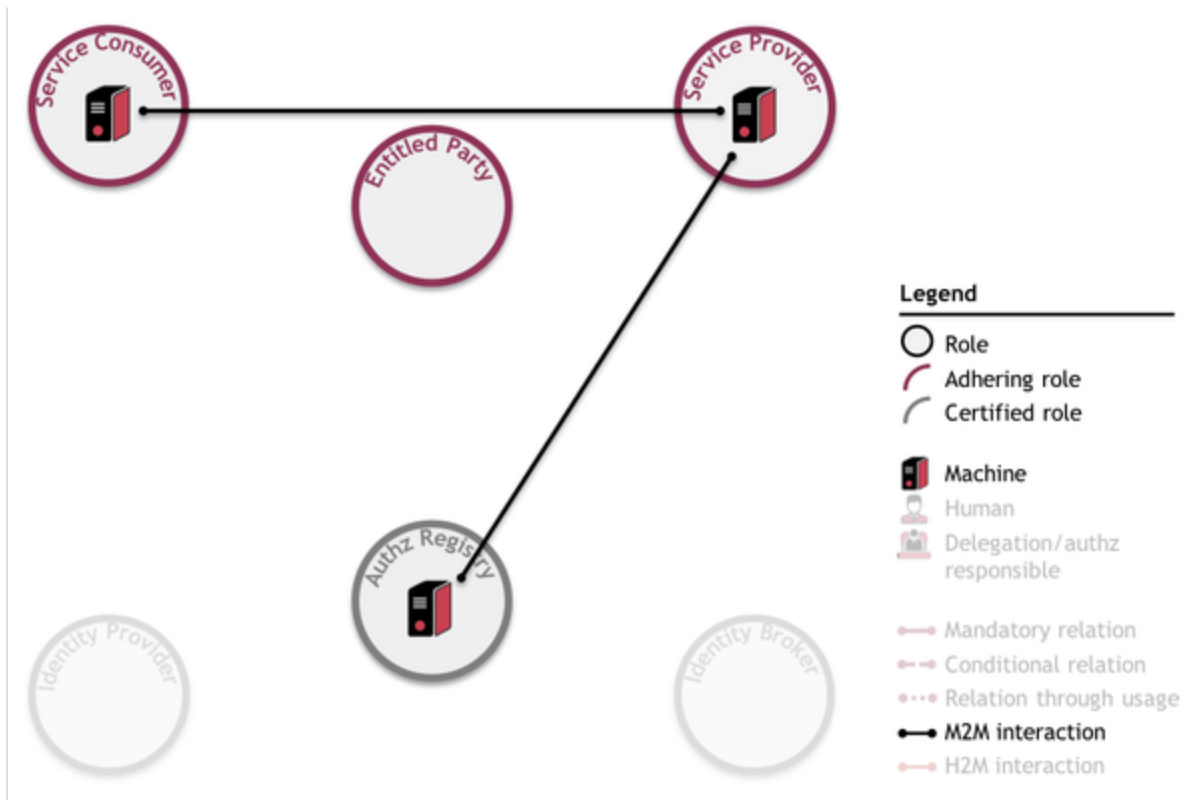 Service Consumer
Service Provider
Entitled Party
Authz Registry
Identity Provider
Identity Broker
Legend
Role
Adhering role
Certified role
Machine
Human
Delegation/authz
responsible
Mandatory relation
Conditional relation
Relation through usage
M2M interaction
H2M interaction